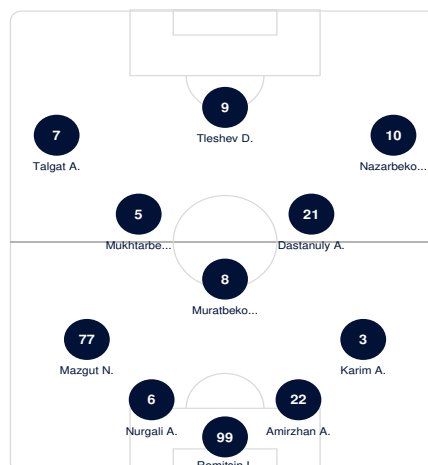 9
Tleshev D.
7
Talgat A.
10
Nazarbeko...
5
Mukhtarbe...
21
Dastanuly A.
8
Muratbeko...
77
Mazgut N.
3
Karim A.
6
Nurgali A.
22
Amirzhan A.
99